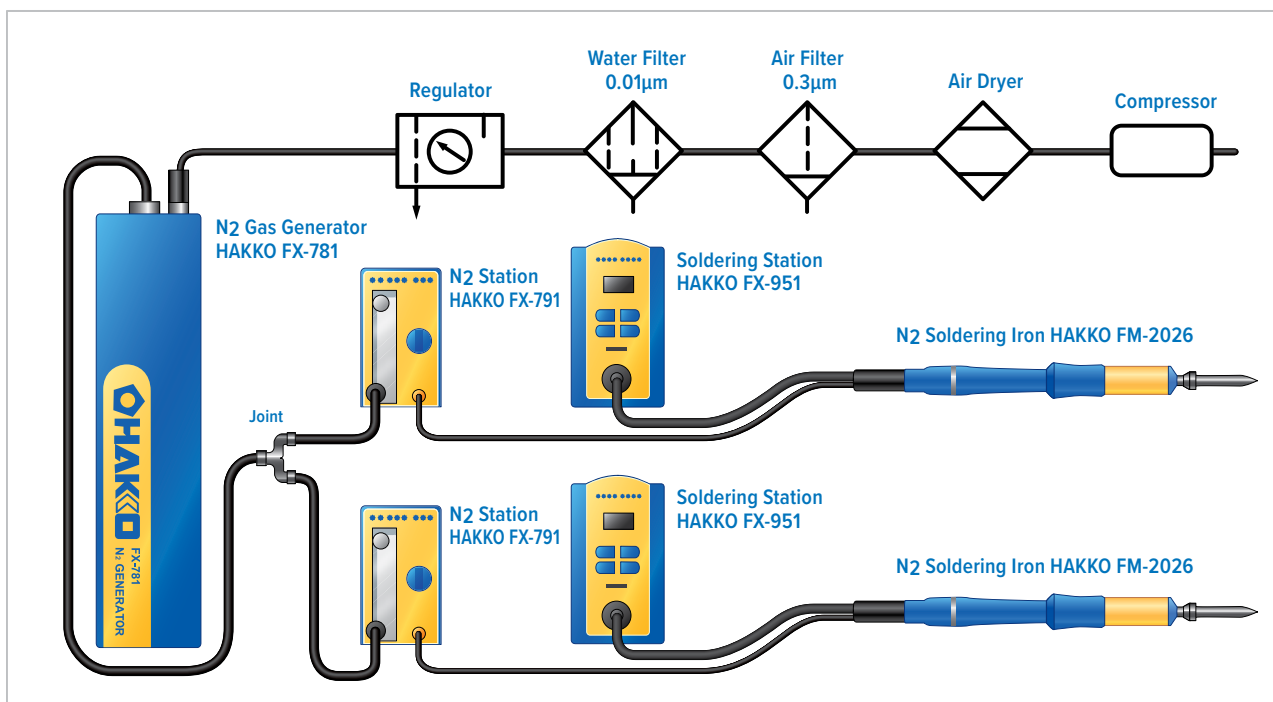 Water Filter
0.01µm
Air Filter
0.3µm
Regulator
Air Dryer
Compressor
N2 Gas Generator
HAKKO FX-781
N2 Station
HAKKO FX-791
Soldering Station
HAKKO FX-951
N2 Soldering Iron HAKKO FM-2026
Joint
HAKKO
FX-781
N₂ GENERATOR
N2 Station
HAKKO FX-791
Soldering Station
HAKKO FX-951
N2 Soldering Iron HAKKO FM-2026